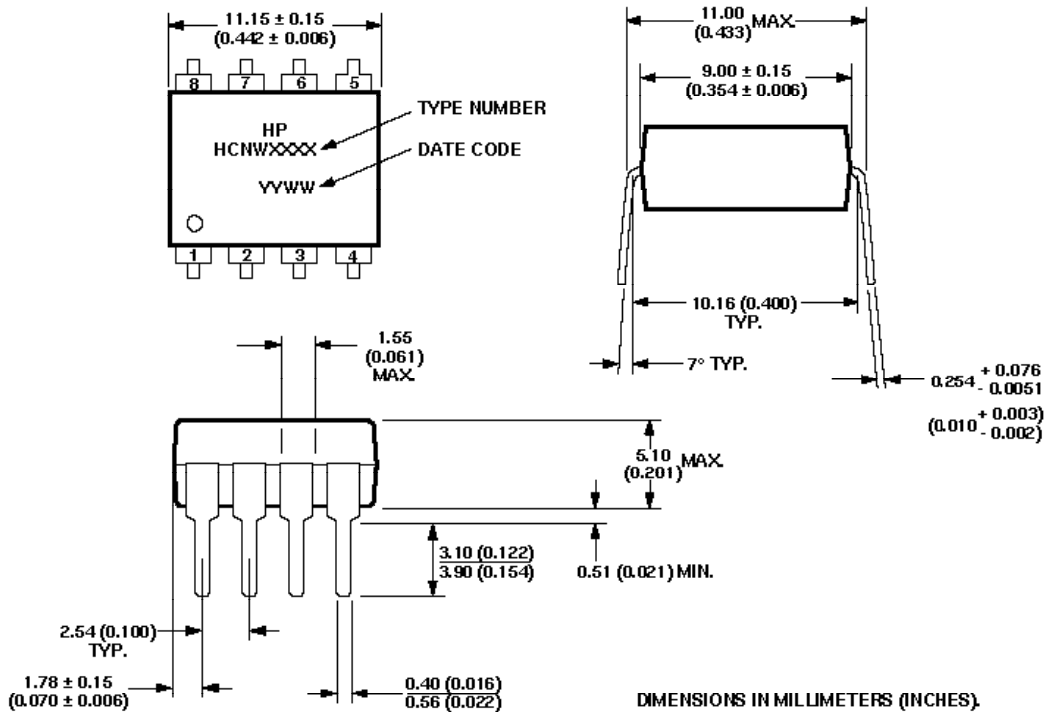 11.15 ± 0.15
(0.442 ± 0.006)
8 7 6 5
HP
HCNWXXXX
YYWW
1 2 3 4
TYPE NUMBER
DATE CODE
11.00
(0.433) MAX.
9.00 ± 0.15
(0.354 ± 0.006)
10.16 (0.400)
TYP.
7° TYP.
0.254 + 0.076
- 0.0051
(0.010 + 0.003)
- 0.002)
1.55
(0.061)
MAX.
5.10
(0.201) MAX.
3.10 (0.122)
3.90 (0.154)
0.51 (0.021) MIN.
2.54 (0.100)
TYP.
1.78 ± 0.15
(0.070 ± 0.006)
0.40 (0.016)
0.56 (0.022)
DIMENSIONS IN MILLIMETERS (INCHES).